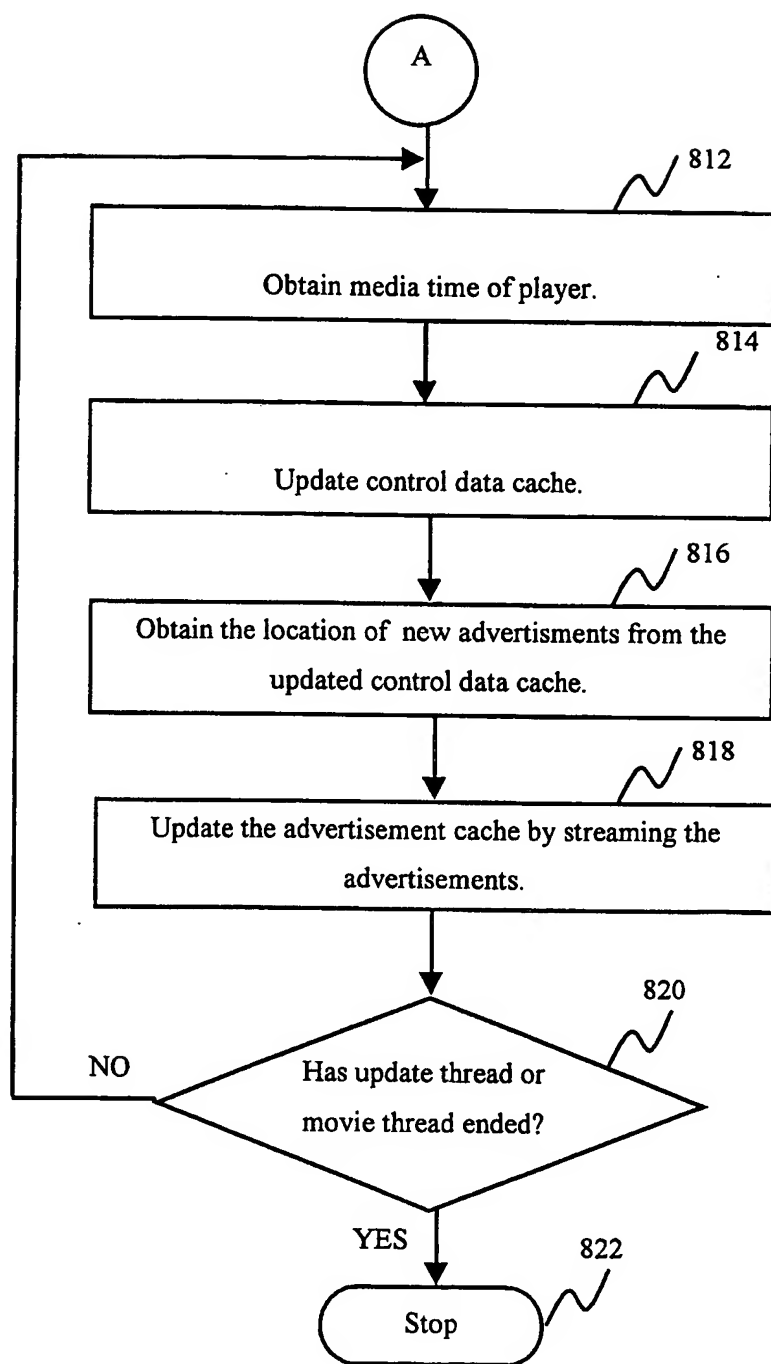 A
812
Obtain media time of player.
814
Update control data cache.
816
Obtain the location of new advertisments from the
updated control data cache.
818
Update the advertisement cache by streaming the
advertisements.
820
NO
Has update thread or
movie thread ended?
YES
822
Stop